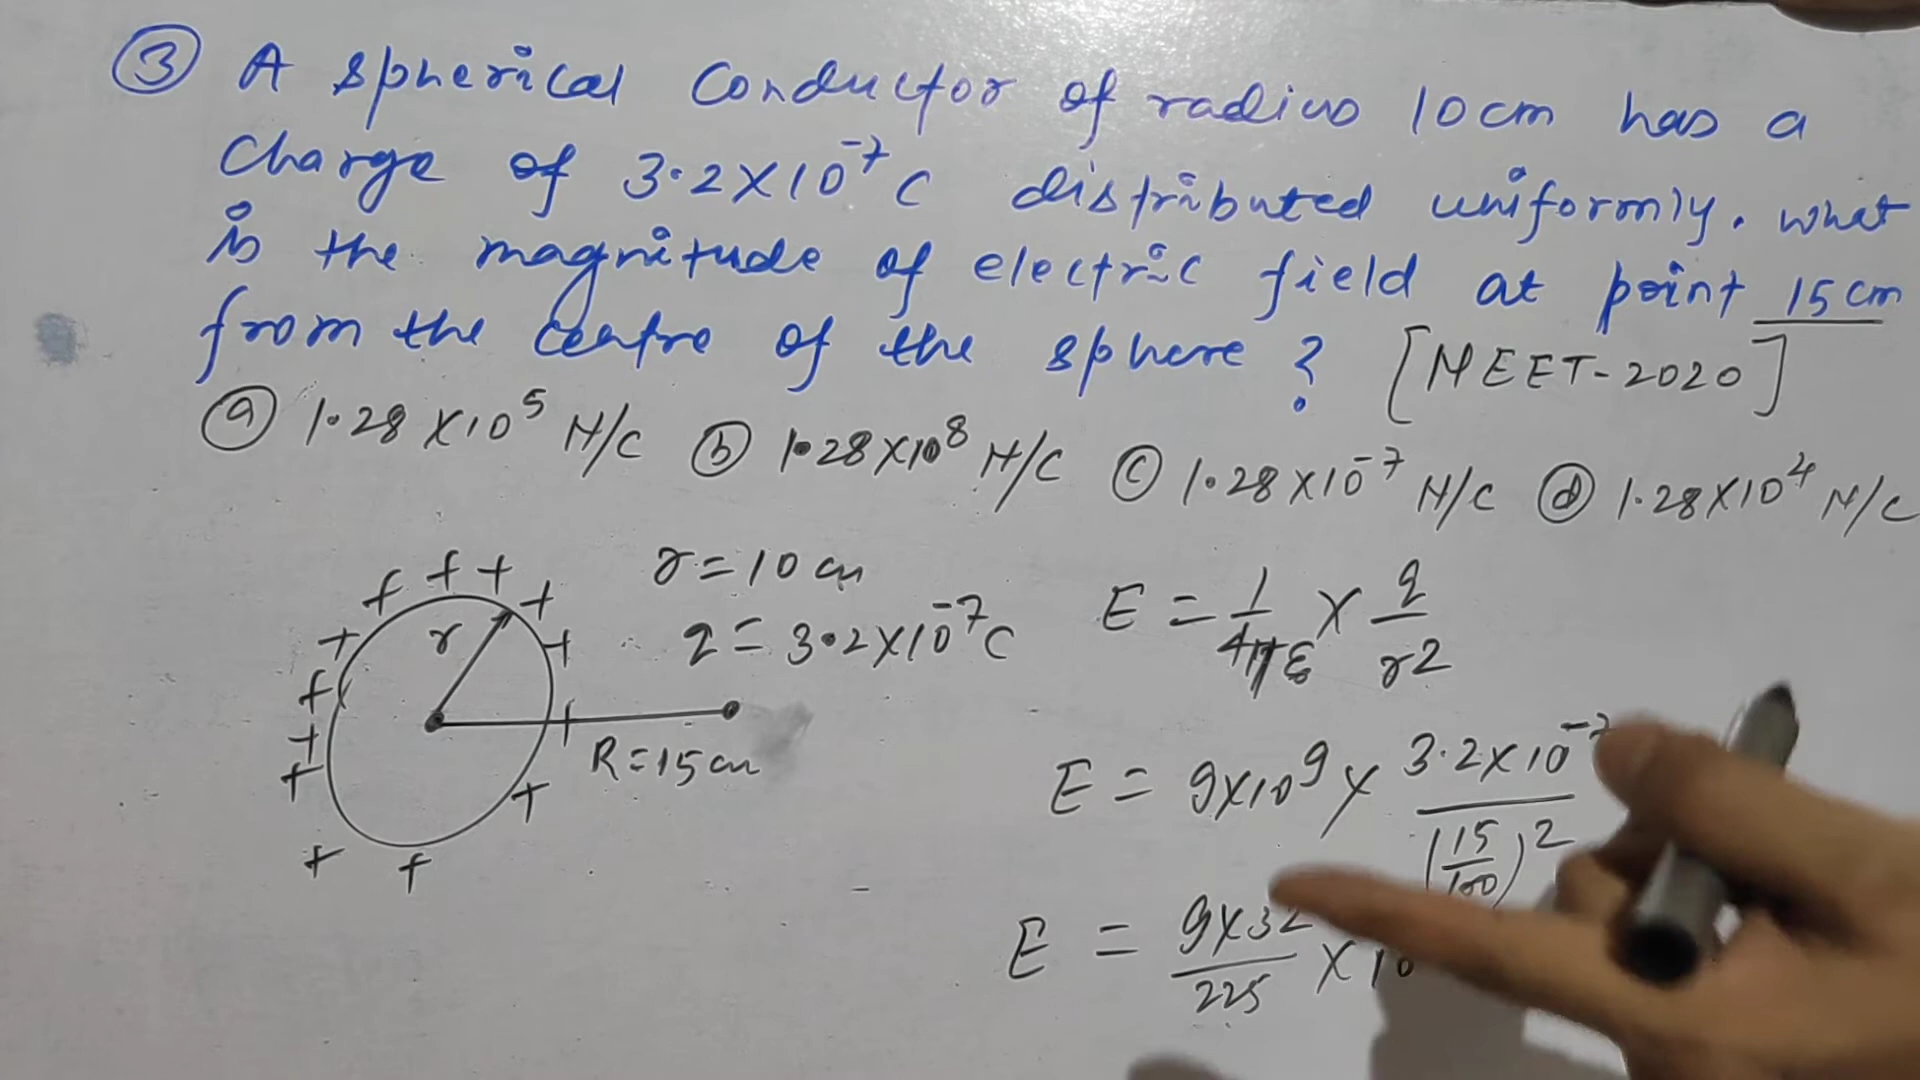 ③ A spherical conductor of radius 10 cm has a
charge of 3.2×10⁻⁷ C distributed uniformly. what
is the magnitude of electric field at point 15 cm
from the centre of the sphere? [NEET-2020]
ⓐ 1.28×10⁵ N/C ⓑ 1.28×10⁸ N/C ⓒ 1.28×10⁻⁷ N/C ⓓ 1.28×10⁴ N/C
r = 10 cm
q = 3.2×10⁻⁷ C
r
R = 15 cm
E = 1/4πε × q/r2
E = 9×10⁹ × 3.2×10⁻⁷/(15/100)²
E = 9×32/225 × 10